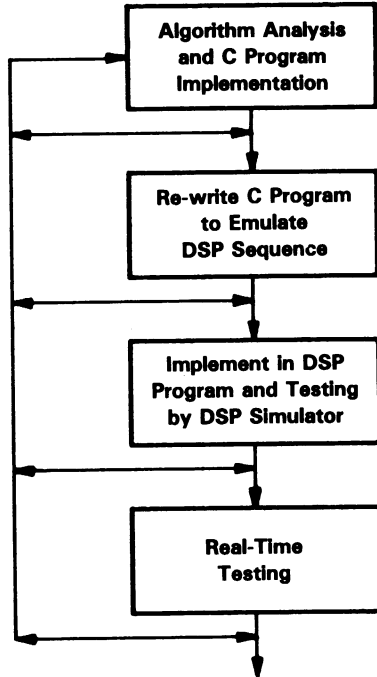 Algorithm Analysis
and C Program
Implementation
Re-write C Program
to Emulate
DSP Sequence
Implement in DSP
Program and Testing
by DSP Simulator
Real-Time
Testing